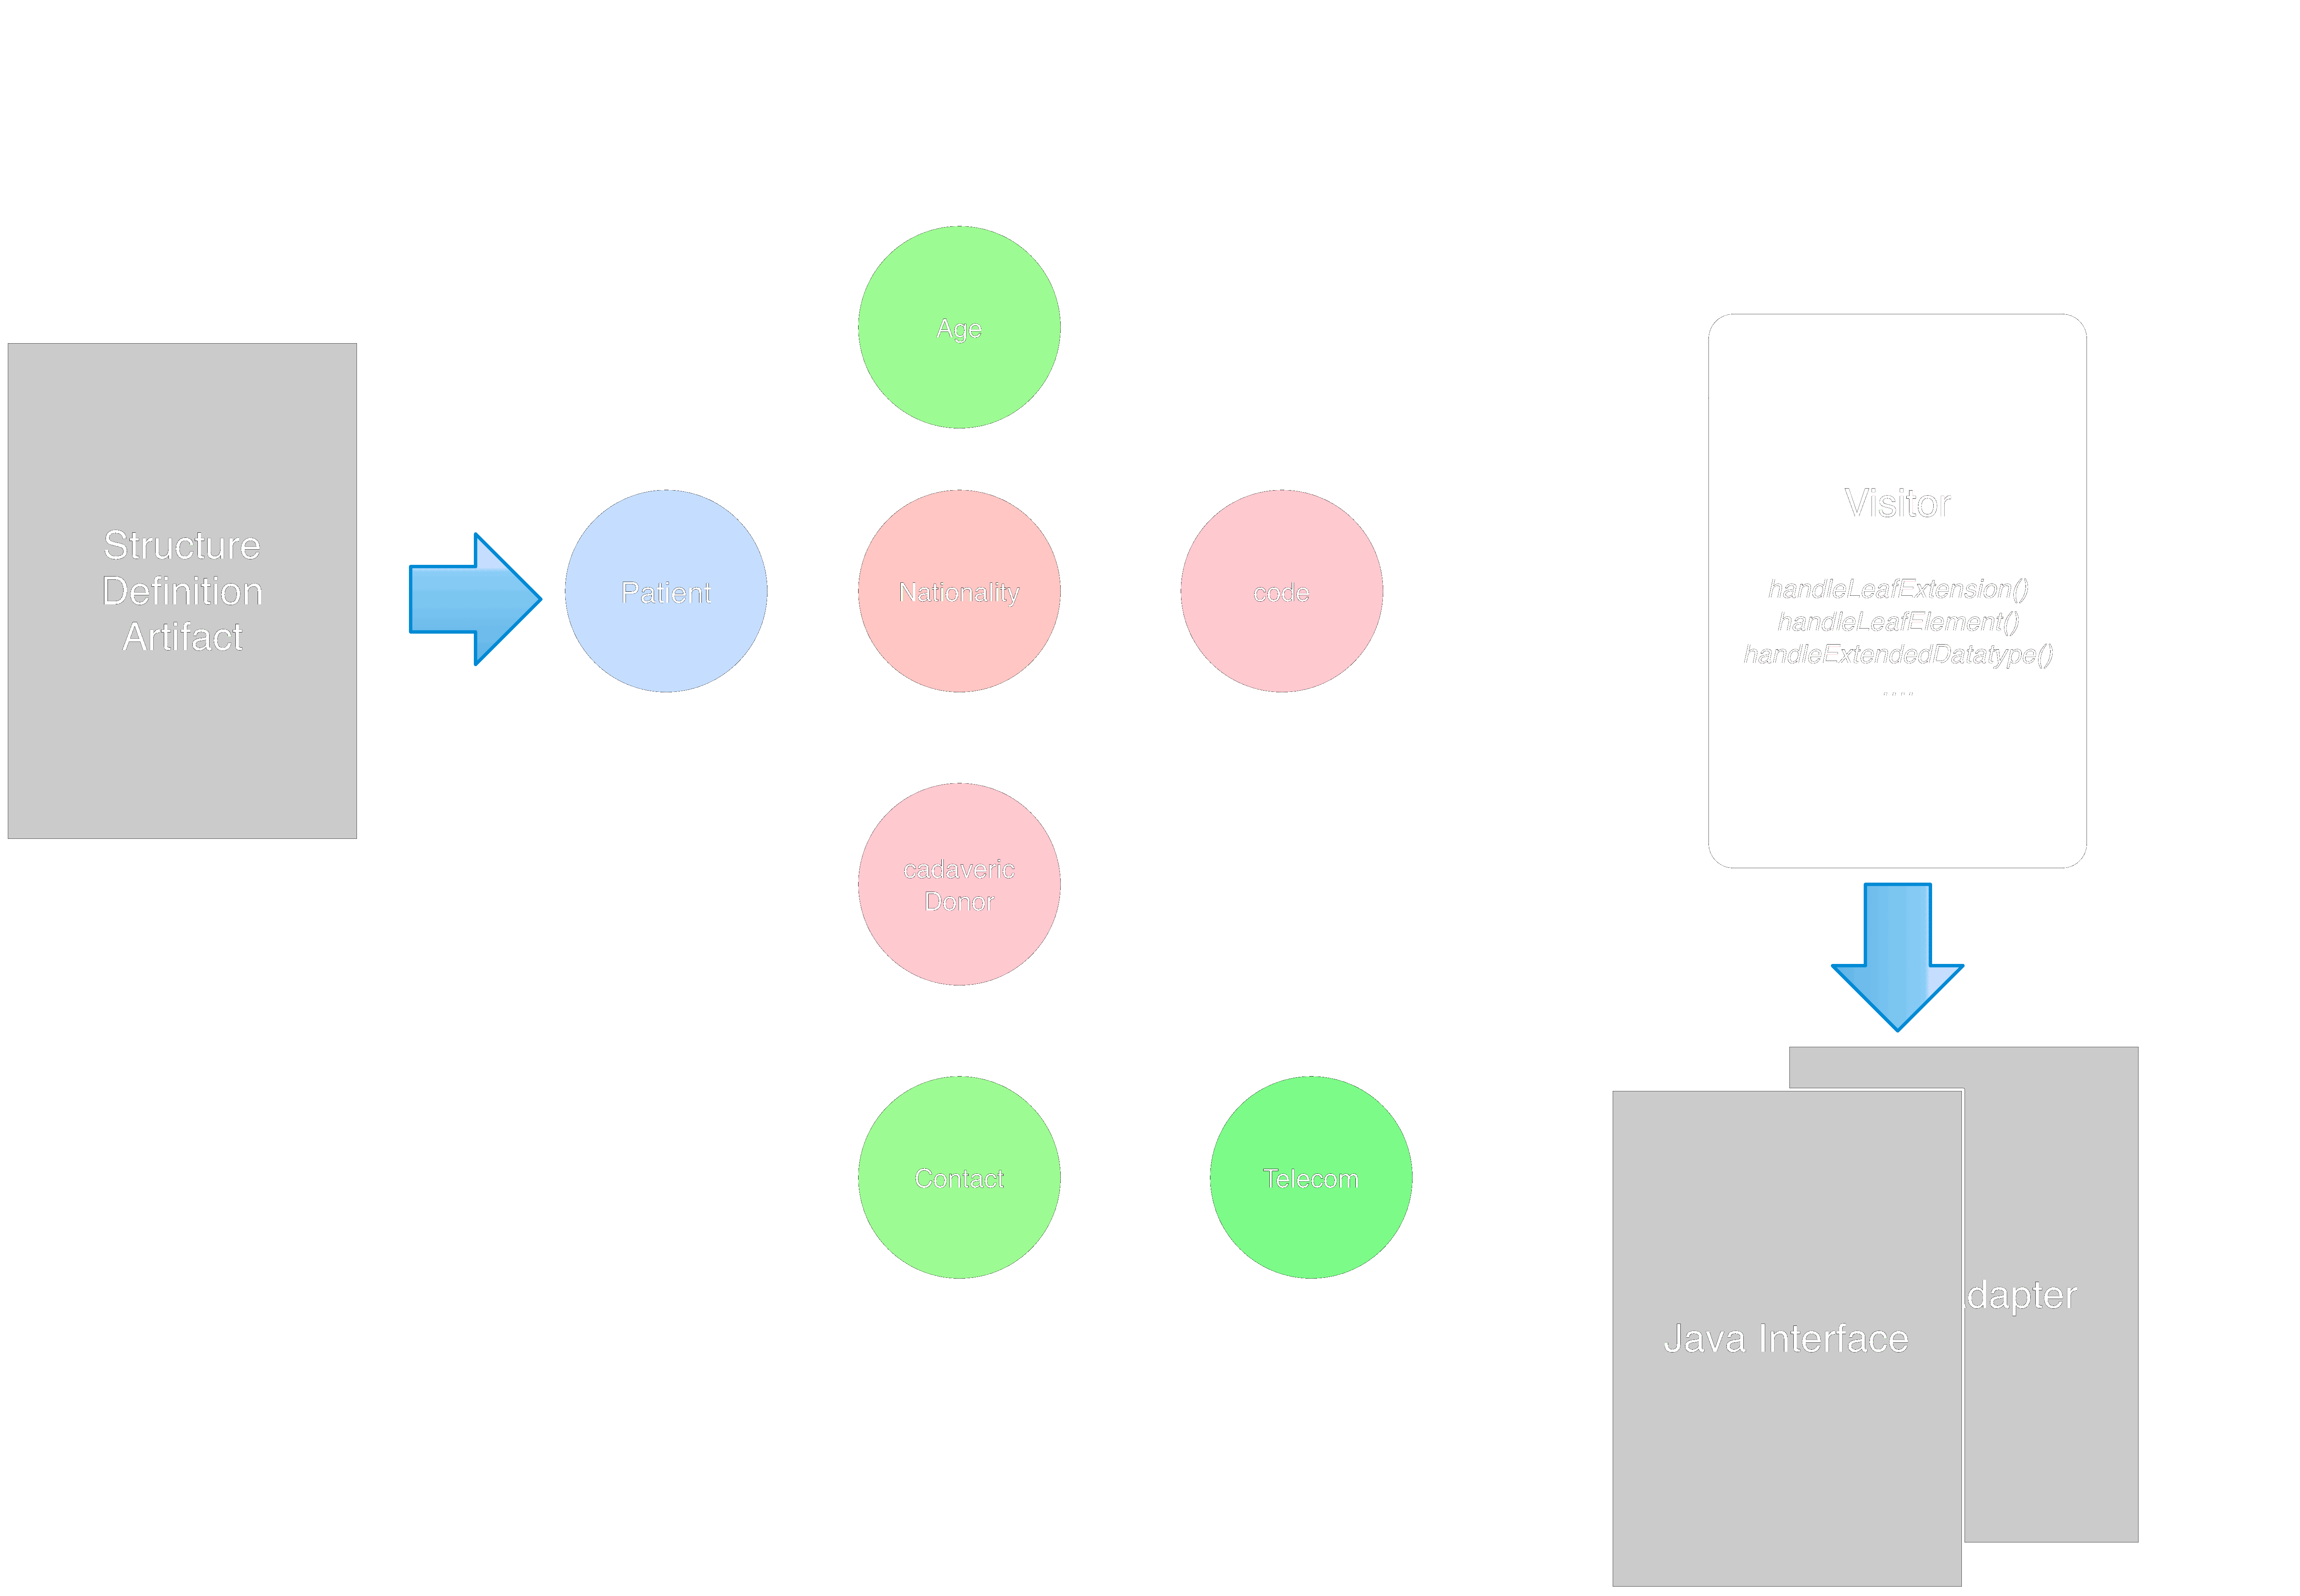 Age
Structure
Definition
Artifact
Patient
Nationality
code
Visitor
handleLeafExtension()
handleLeafElement()
handleExtendedDatatype()
....
cadaveric
Donor
Contact
Telecom
dapter
Java Interface